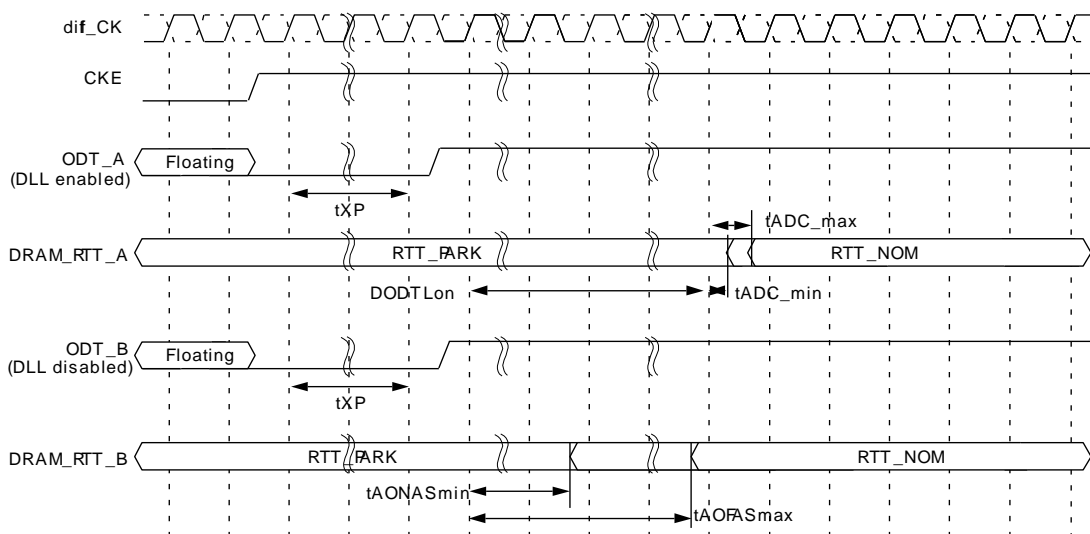 dif_CK
CKE
ODT_A
(DLL enabled)
Floating
tXP
tADC_max
DRAM_RTT_A
RTT_PARK
RTT_NOM
DODTLon
tADC_min
ODT_B
(DLL disabled)
Floating
tXP
DRAM_RTT_B
RTT_PARK
RTT_NOM
tAONASmin
tAOFASmax